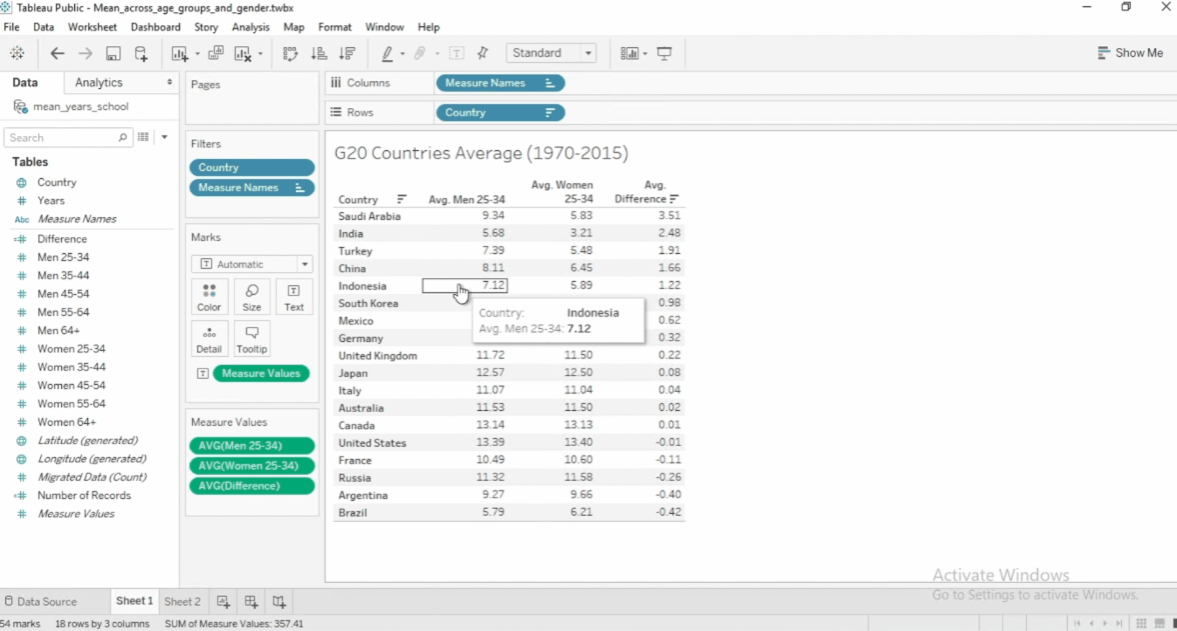 Tableau Public - Mean_across_age_groups_and_gender.twbx
File Data Worksheet Dashboard Story Analysis Map Format Window Help
Standard
Show Me
Data Analytics
mean_years_school
Search
Tables
Country
Years
Abc Measure Names
Difference
Men 25-34
Men 35-44
Men 45-54
Men 55-64
Men 64+
Women 25-34
Women 35-44
Women 45-54
Women 55-64
Women 64+
Latitude (generated)
Longitude (generated)
Migrated Data (Count)
Number of Records
Measure Values
Pages
Filters
Country
Measure Names
Marks
Automatic
Color Size Text
Detail Tooltip
Measure Values
Measure Values
AVG(Men 25-34)
AVG(Women 25-34)
AVG(Difference)
Columns Measure Names
Rows Country
G20 Countries Average (1970-2015)
Country Avg. Men 25-34 Avg. Women 25-34 Avg. Difference
Saudi Arabia 9.34 5.83 3.51
India 5.68 3.21 2.48
Turkey 7.39 5.48 1.91
China 8.11 6.45 1.66
Indonesia 7.12 5.89 1.22
South Korea 0.98
Mexico 0.62
Germany 0.32
United Kingdom 11.72 11.50 0.22
Japan 12.57 12.50 0.08
Italy 11.07 11.04 0.04
Australia 11.53 11.50 0.02
Canada 13.14 13.13 0.01
United States 13.39 13.40 -0.01
France 10.49 10.60 -0.11
Russia 11.32 11.58 -0.26
Argentina 9.27 9.66 -0.40
Brazil 5.79 6.21 -0.42
Country: Indonesia
Avg. Men 25-34: 7.12
Activate Windows
Go to Settings to activate Windows.
Data Source Sheet 1 Sheet 2
54 marks 18 rows by 3 columns SUM of Measure Values: 357.41